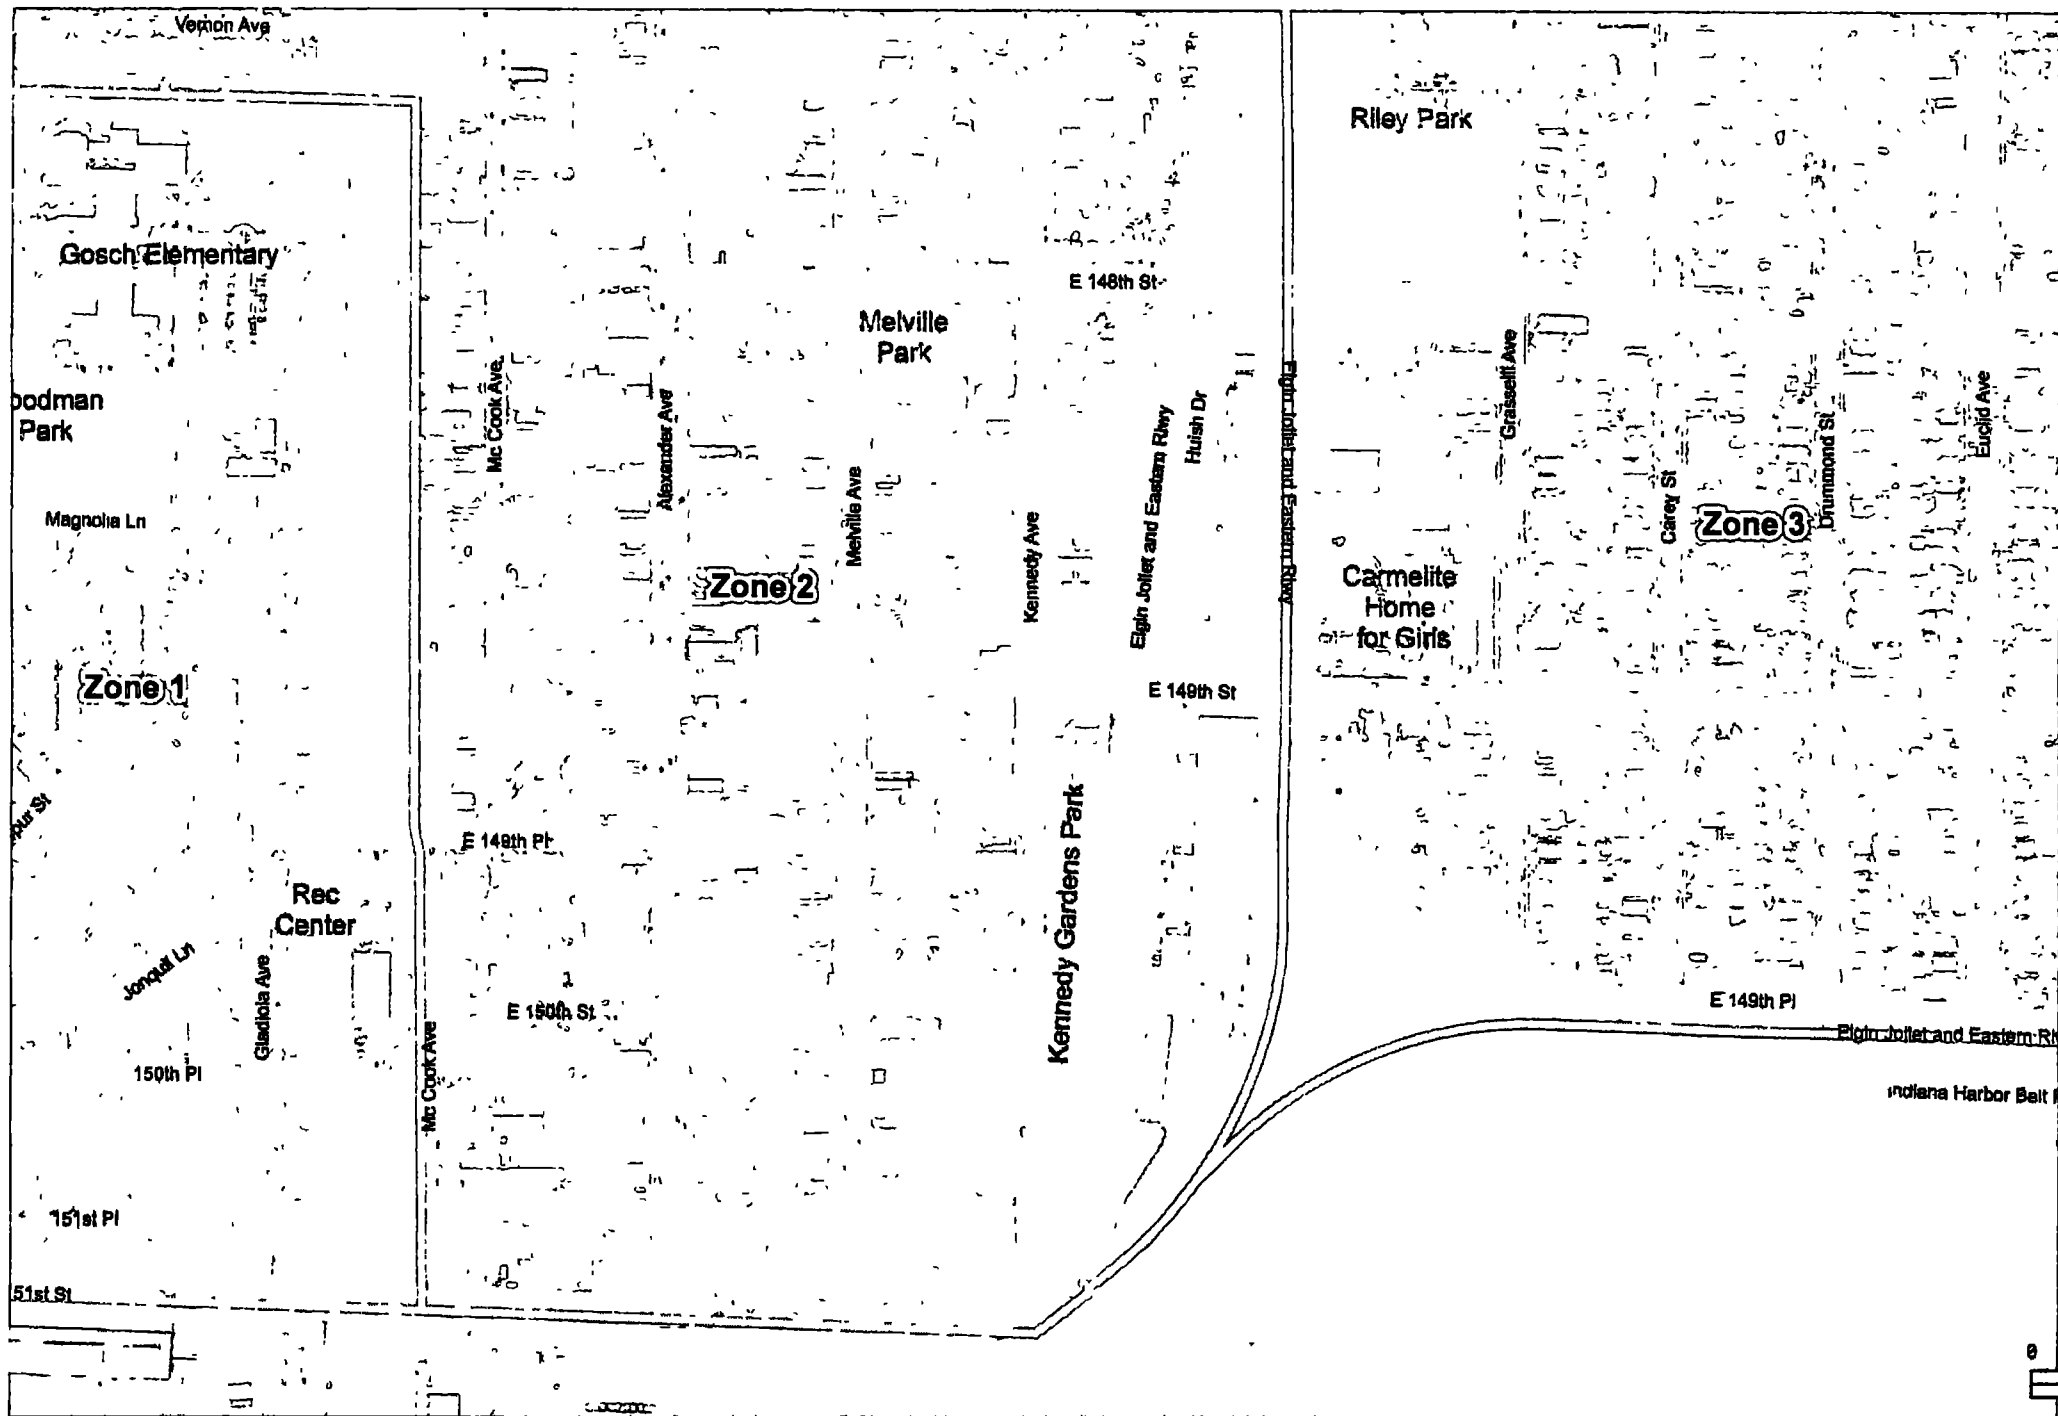 Vernon Ave
Riley Park
Gosch Elementary
E 148th St
Melville
Park
Mc Cook Ave
Alexander Ave
Melville Ave
Kennedy Ave
Elgin Joliet and Eastern Rlwy
Huish Dr
Elgin Joliet and Eastern Rlwy
Grasselli Ave
Carey St
Drummond St
Euclid Ave
oodman
Park
Magnolia Ln
Zone 3
Zone 2
Carmelite
Home
for Girls
Zone 1
E 149th St
E 149th Pl
Kennedy Gardens Park
Rec
Center
Jonquil Ln
Gladiola Ave
E 150th St
E 149th Pl
Elgin Joliet and Eastern Rl
150th Pl
Mc Cook Ave
Indiana Harbor Belt
151st Pl
51st St
0